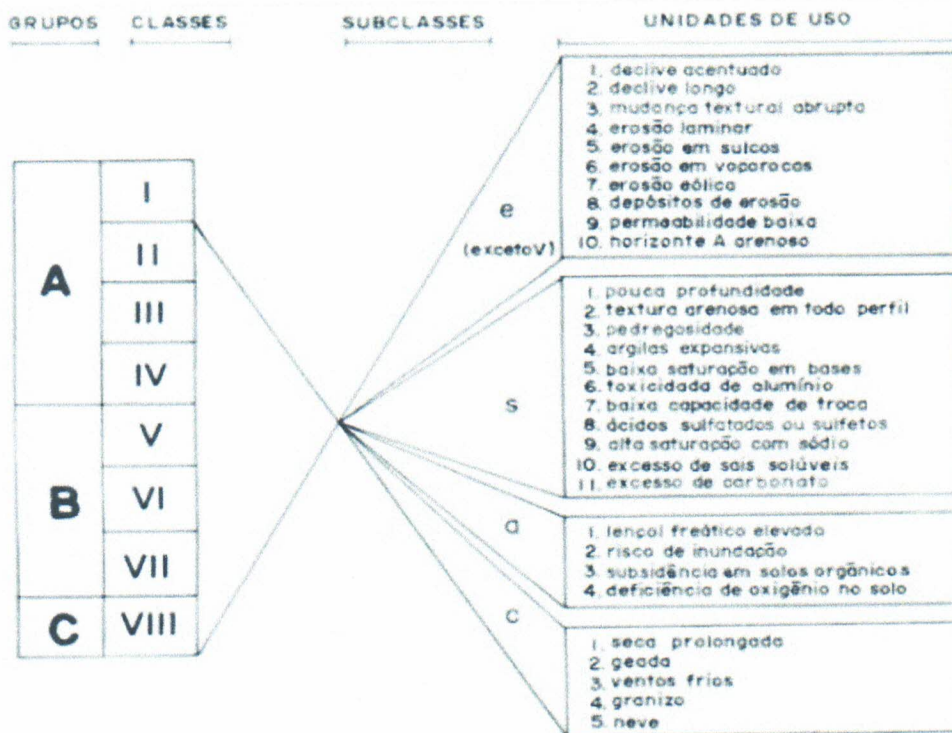 GRUPOS CLASSES SUBCLASSES UNIDADES DE USO
A
B
C
I
II
III
IV
V
VI
VII
VIII
e
(excetoV)
1. declive acentuado
2. declive longo
3. mudança textural abrupta
4. erosão laminar
5. erosão em sulcos
6. erosão em voçorocas
7. erosão eólica
8. depósitos de erosão
9. permeabilidade baixa
10. horizonte A arenoso
s
1. pouca profundidade
2. textura arenosa em todo perfil
3. pedregosidade
4. argilas expansivas
5. baixa saturação em bases
6. toxicidada de alumínio
7. baixa capacidade de troca
8. ácidos sulfatados ou sulfetos
9. alta saturação com sódio
10. excesso de sais solúveis
11. excesso de carbonato
a
1. lençol freático elevado
2. risco de inundação
3. subsidência em solos orgânicos
4. deficiência de oxigênio no solo
c
1. seca prolongada
2. geada
3. ventos frios
4. granizo
5. neve